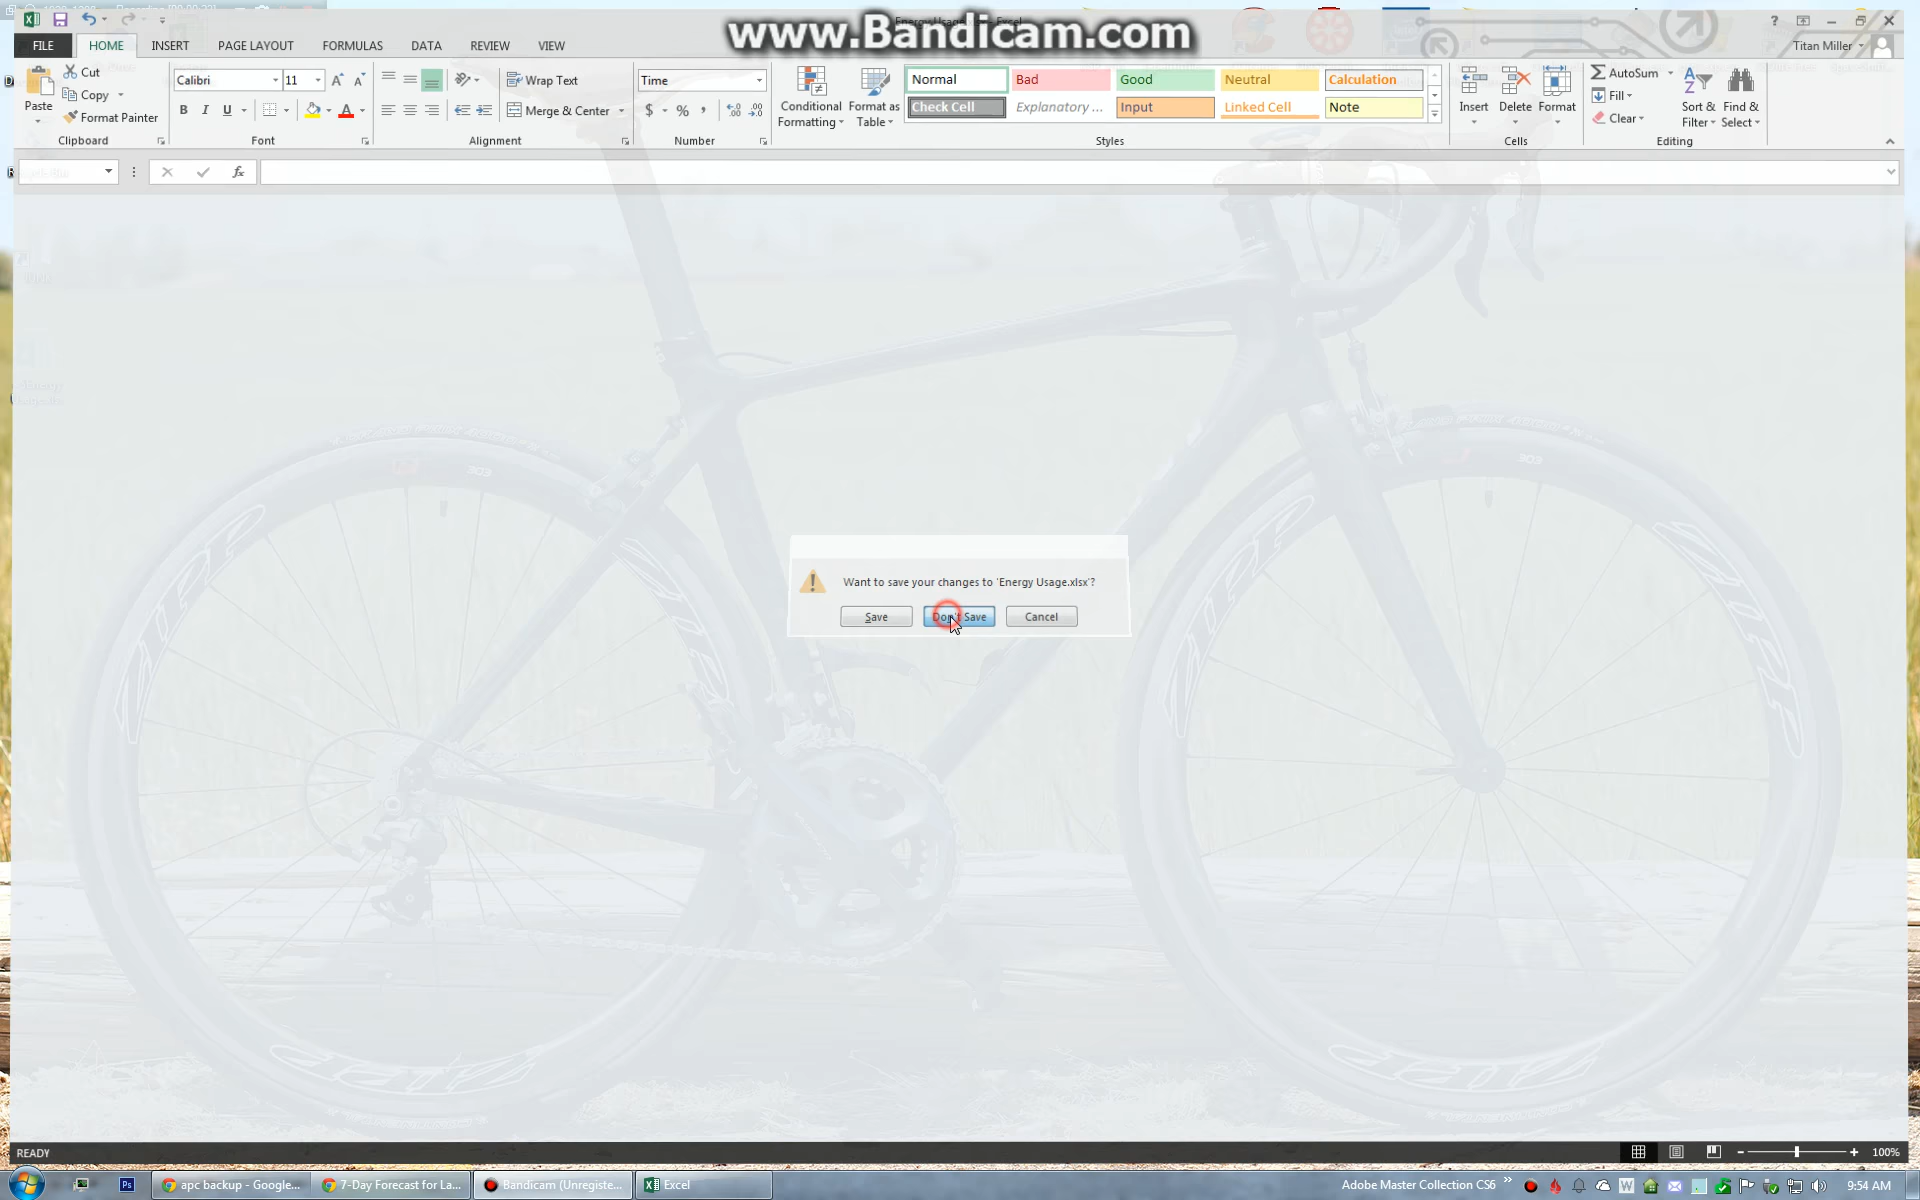 www.Bandicam.com
Titan Miller
FILE HOME INSERT PAGE LAYOUT FORMULAS DATA REVIEW VIEW
Cut
Copy
Format Painter
Paste
Clipboard
Calibri 11
B I U
Font
Wrap Text
Merge & Center
Alignment
Time
$ % ,
Number
Conditional Formatting
Format as Table
Normal Bad Good Neutral Calculation
Check Cell Explanatory ... Input Linked Cell Note
Styles
Insert Delete Format
Cells
AutoSum
Fill
Clear
Sort & Filter
Find & Select
Editing
fx
Want to save your changes to 'Energy Usage.xlsx'?
Save Don't Save Cancel
READY
100%
apc backup - Google...
7-Day Forecast for La...
Bandicam (Unregiste...
Excel
Adobe Master Collection CS6
9:54 AM